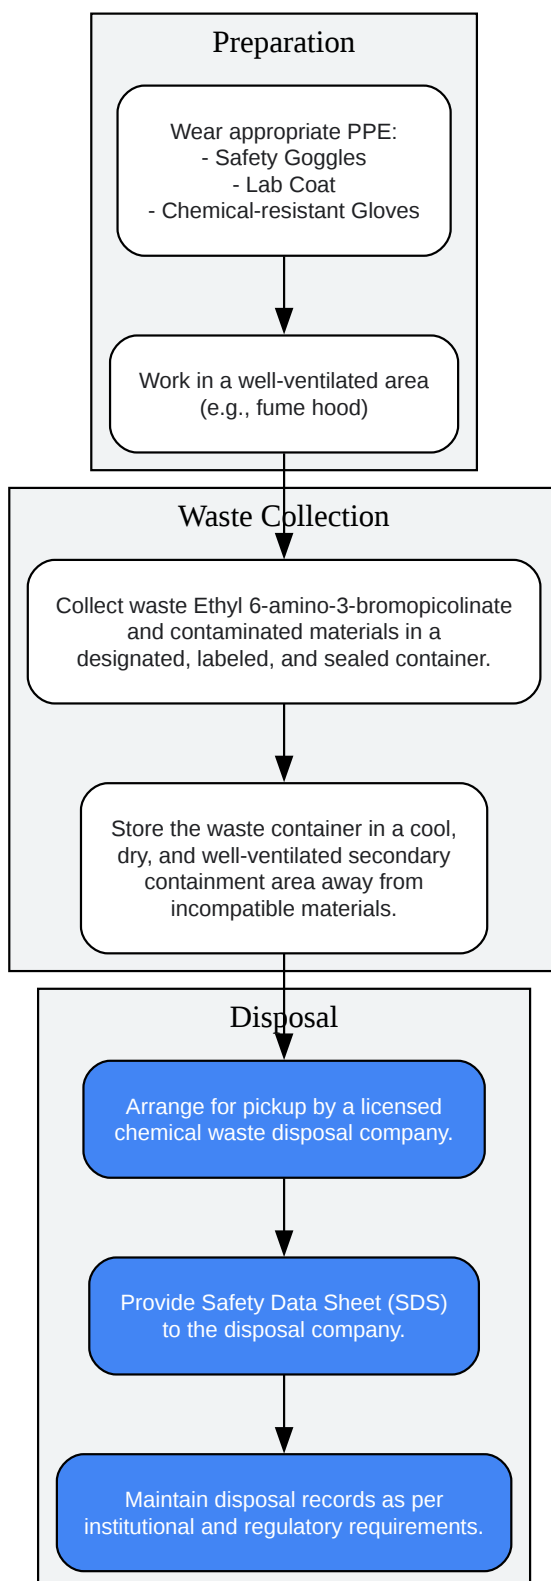 Preparation
Wear appropriate PPE:
- Safety Goggles
- Lab Coat
- Chemical-resistant Gloves
Work in a well-ventilated area
(e.g., fume hood)
Waste Collection
Collect waste Ethyl 6-amino-3-bromopicolinate
and contaminated materials in a
designated, labeled, and sealed container.
Store the waste container in a cool,
dry, and well-ventilated secondary
containment area away from
incompatible materials.
Disposal
Arrange for pickup by a licensed
chemical waste disposal company.
Provide Safety Data Sheet (SDS)
to the disposal company.
Maintain disposal records as per
institutional and regulatory requirements.